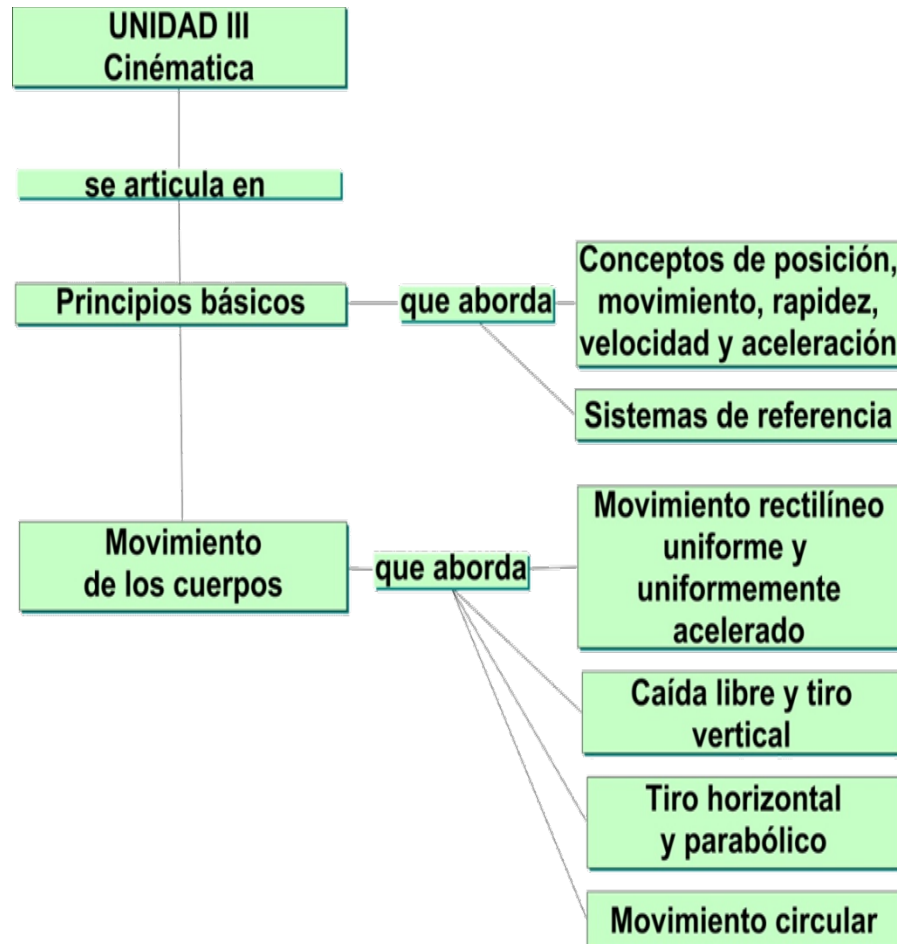 UNIDAD III
Cinématica
se articula en
Principios básicos
que aborda
Conceptos de posición,
movimiento, rapidez,
velocidad y aceleración
Sistemas de referencia
Movimiento
de los cuerpos
que aborda
Movimiento rectilíneo
uniforme y
uniformemente
acelerado
Caída libre y tiro
vertical
Tiro horizontal
y parabólico
Movimiento circular